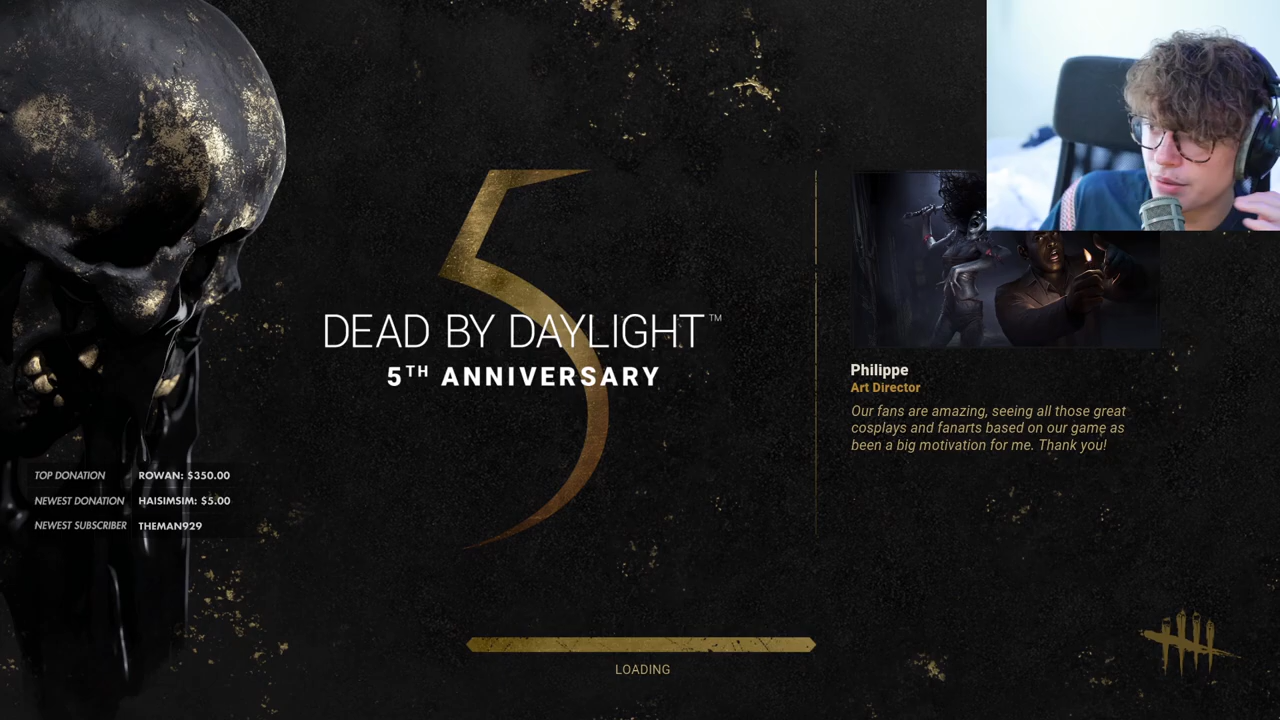 DEAD BY DAYLIGHT™
5TH ANNIVERSARY
Philippe
Art Director
Our fans are amazing, seeing all those great
cosplays and fanarts based on our game as
been a big motivation for me. Thank you!
TOP DONATION ROWAN: $350.00
NEWEST DONATION HAISIMSIM: $5.00
NEWEST SUBSCRIBER THEMAN929
LOADING